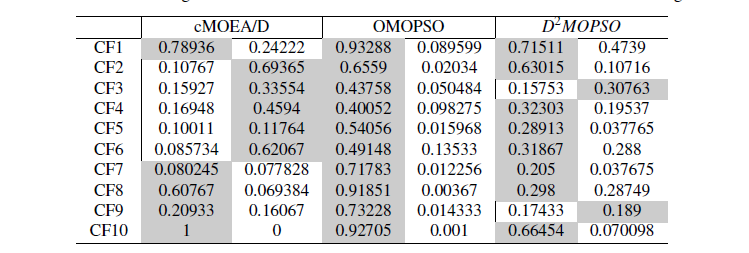 cMOEA/D OMOPSO D²MOPSO
CF1 0.78936 0.24222 0.93288 0.089599 0.71511 0.4739
CF2 0.10767 0.69365 0.6559 0.02034 0.63015 0.10716
CF3 0.15927 0.33554 0.43758 0.050484 0.15753 0.30763
CF4 0.16948 0.4594 0.40052 0.098275 0.32303 0.19537
CF5 0.10011 0.11764 0.54056 0.015968 0.28913 0.037765
CF6 0.085734 0.62067 0.49148 0.13533 0.31867 0.288
CF7 0.080245 0.077828 0.71783 0.012256 0.205 0.037675
CF8 0.60767 0.069384 0.91851 0.00367 0.298 0.28749
CF9 0.20933 0.16067 0.73228 0.014333 0.17433 0.189
CF10 1 0 0.92705 0.001 0.66454 0.070098